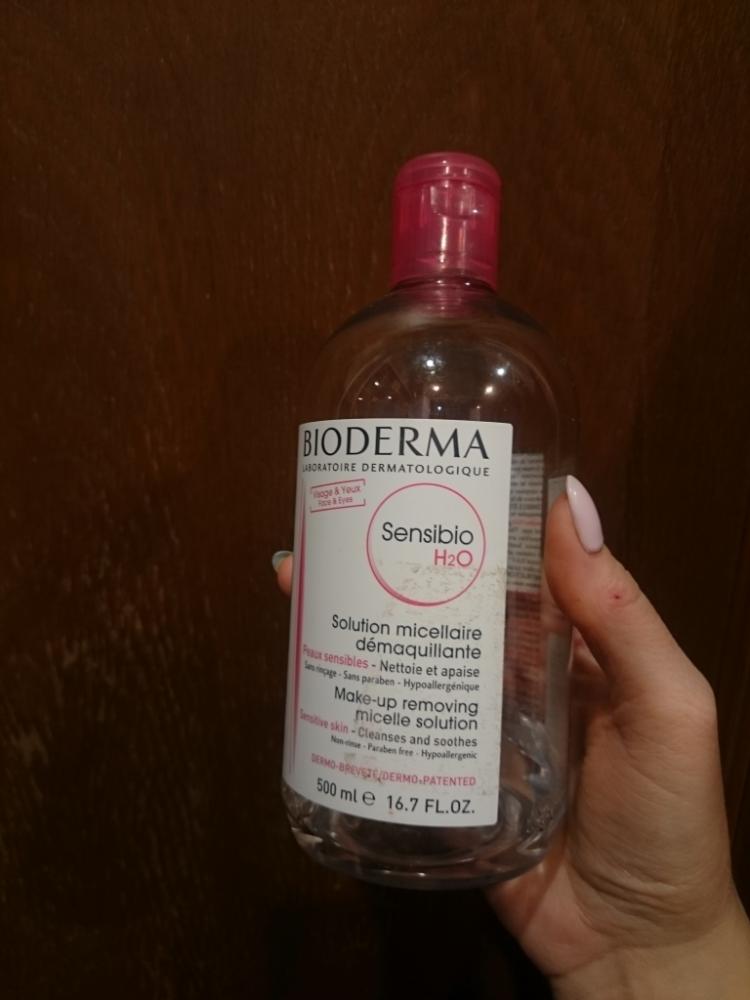 BIODERMA
LABORATOIRE DERMATOLOGIQUE
Visage & Yeux
Face & Eyes
Sensibio
H2O
Solution micellaire
démaquillante
Peaux sensibles - Nettoie et apaise
Sans rinçage - Sans paraben - Hypoallergénique
Make-up removing
micelle solution
Sensitive skin - Cleanses and soothes
Non-rinse - Paraben free - Hypoallergenic
DERMO-BREVETÉ/DERMO-PATENTED
500 ml e 16.7 FL.OZ.